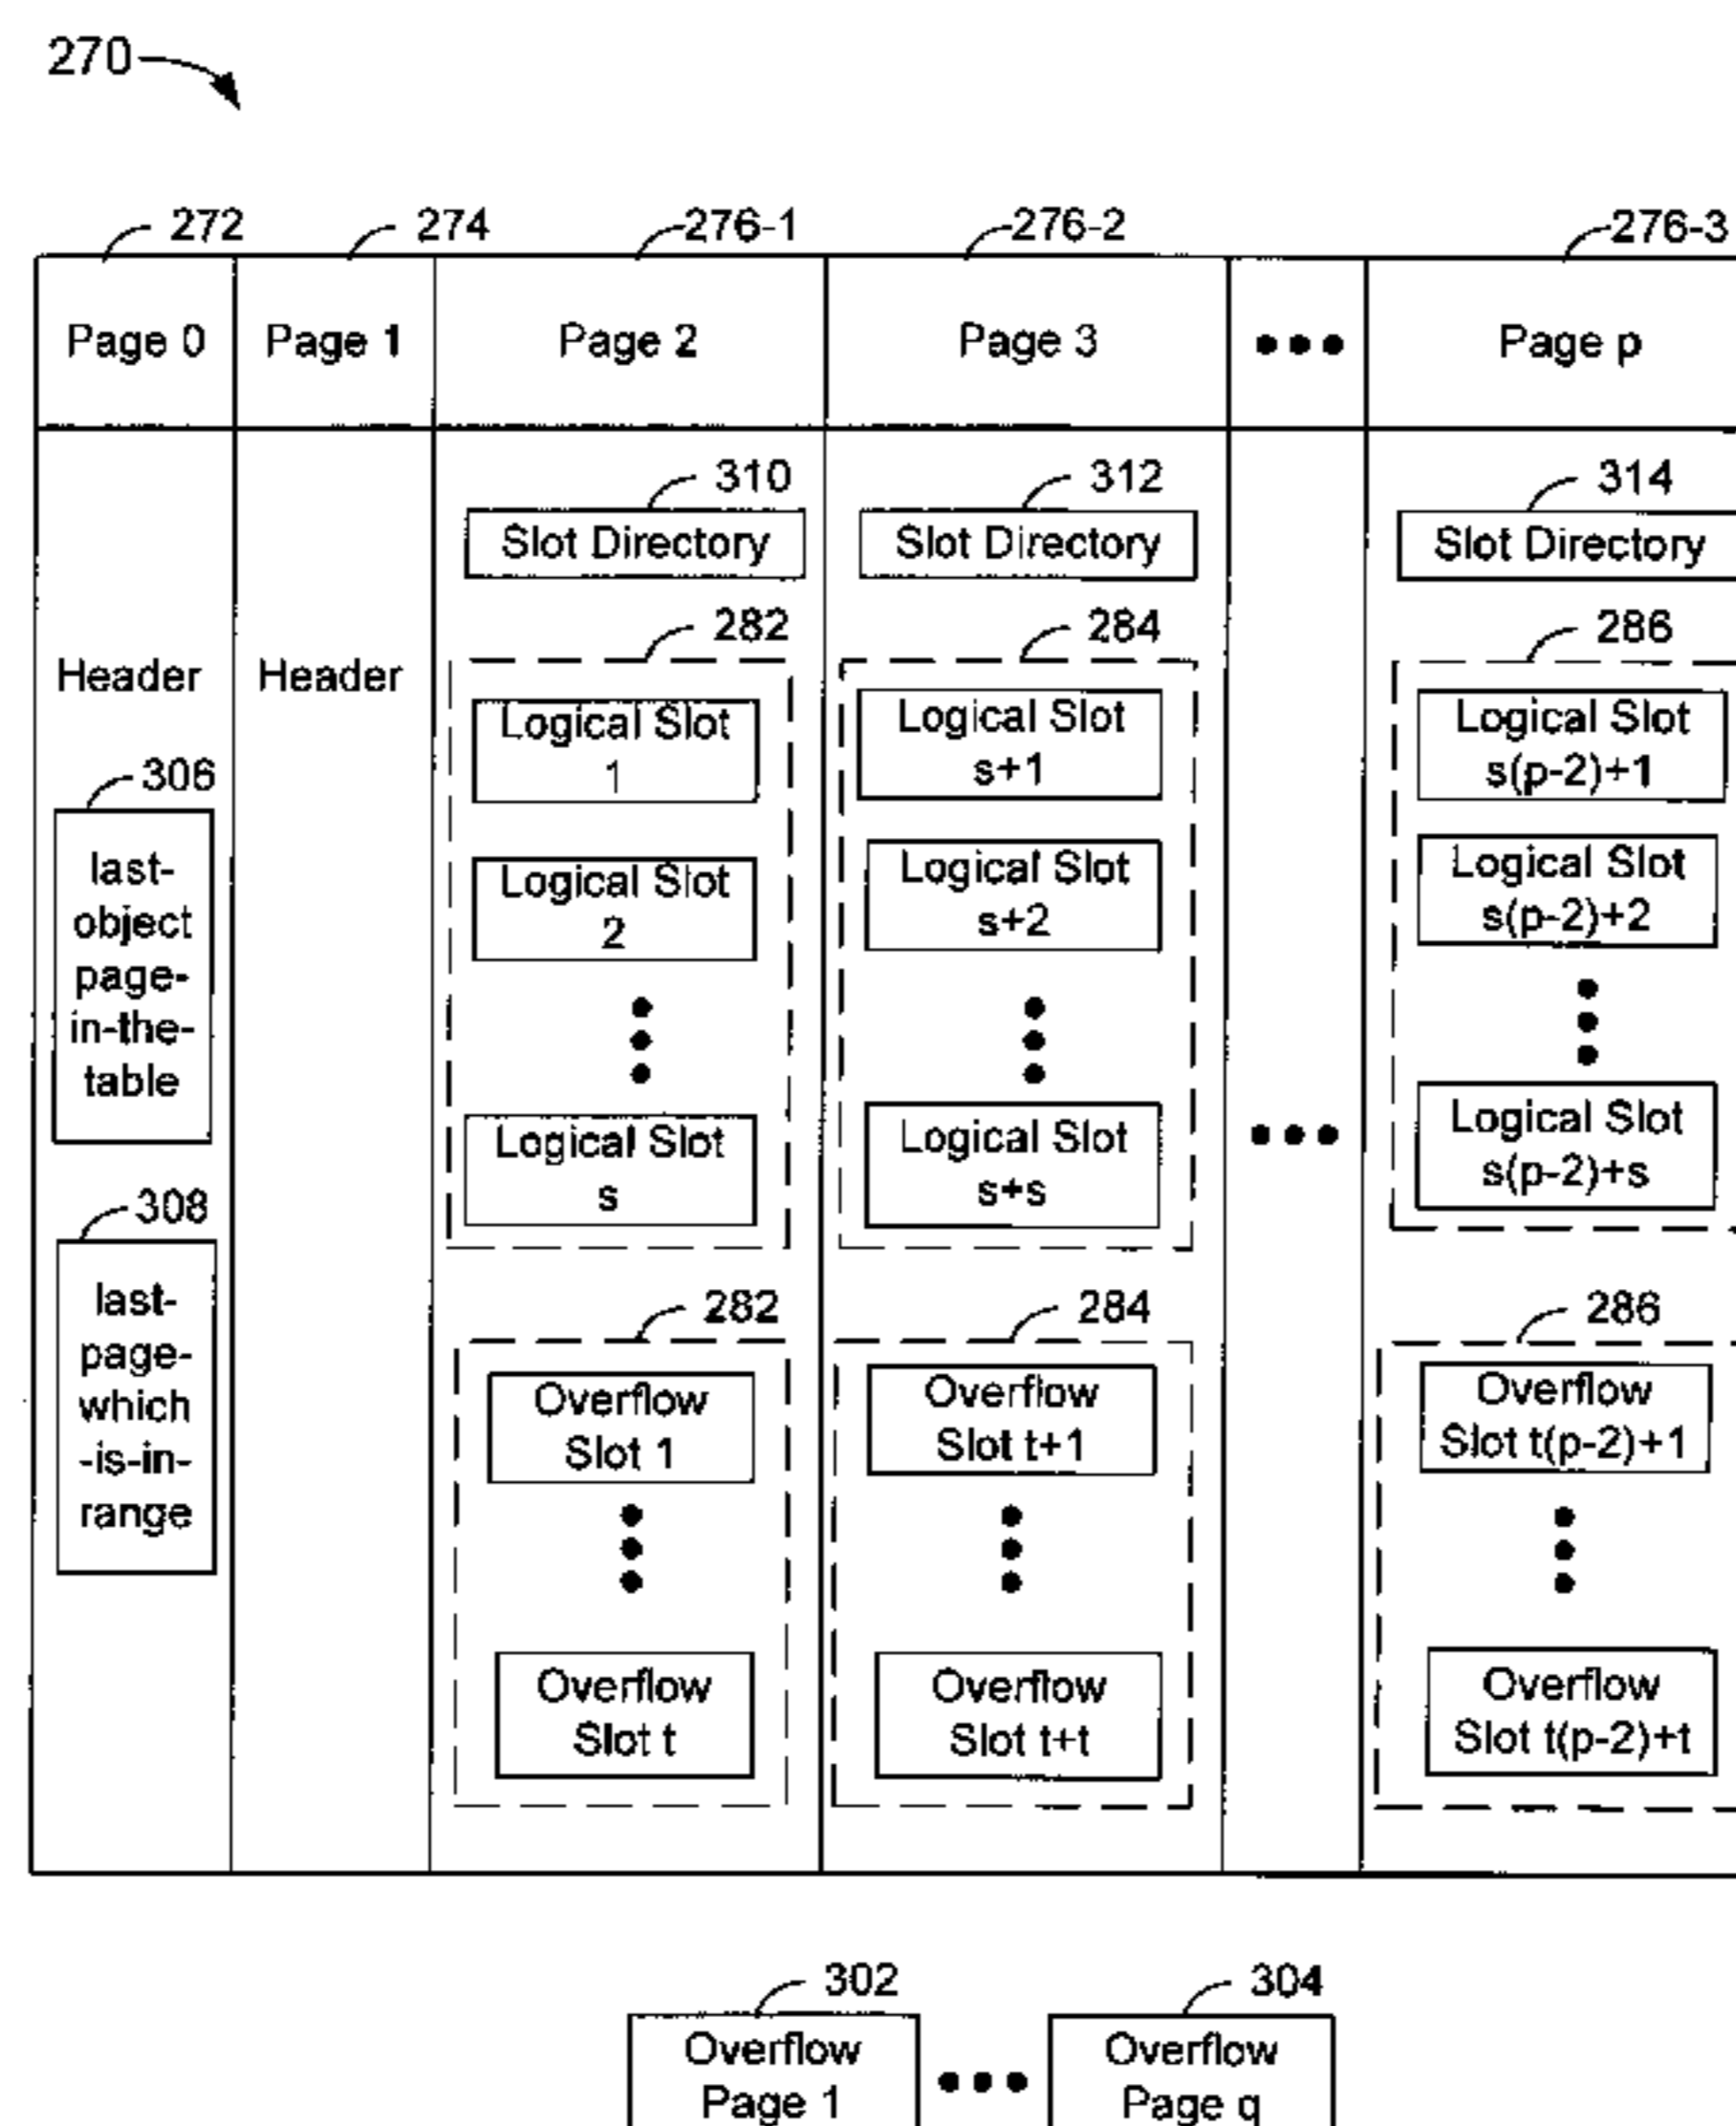 270
272
274
276-1
276-2
276-3
Page 0
Page 1
Page 2
Page 3
Page p
310
312
314
Slot Directory
Slot Directory
Slot Directory
282
284
286
Header
Header
Logical Slot
1
Logical Slot
s+1
Logical Slot
s(p-2)+1
306
last-
object
page-
in-the-
table
Logical Slot
2
Logical Slot
s+2
Logical Slot
s(p-2)+2
Logical Slot
s
Logical Slot
s+s
Logical Slot
s(p-2)+s
308
last-
page-
which
-is-in-
range
282
284
286
Overflow
Slot 1
Overflow
Slot t+1
Overflow
Slot t(p-2)+1
Overflow
Slot t
Overflow
Slot t+t
Overflow
Slot t(p-2)+t
302
304
Overflow
Page 1
Overflow
Page q